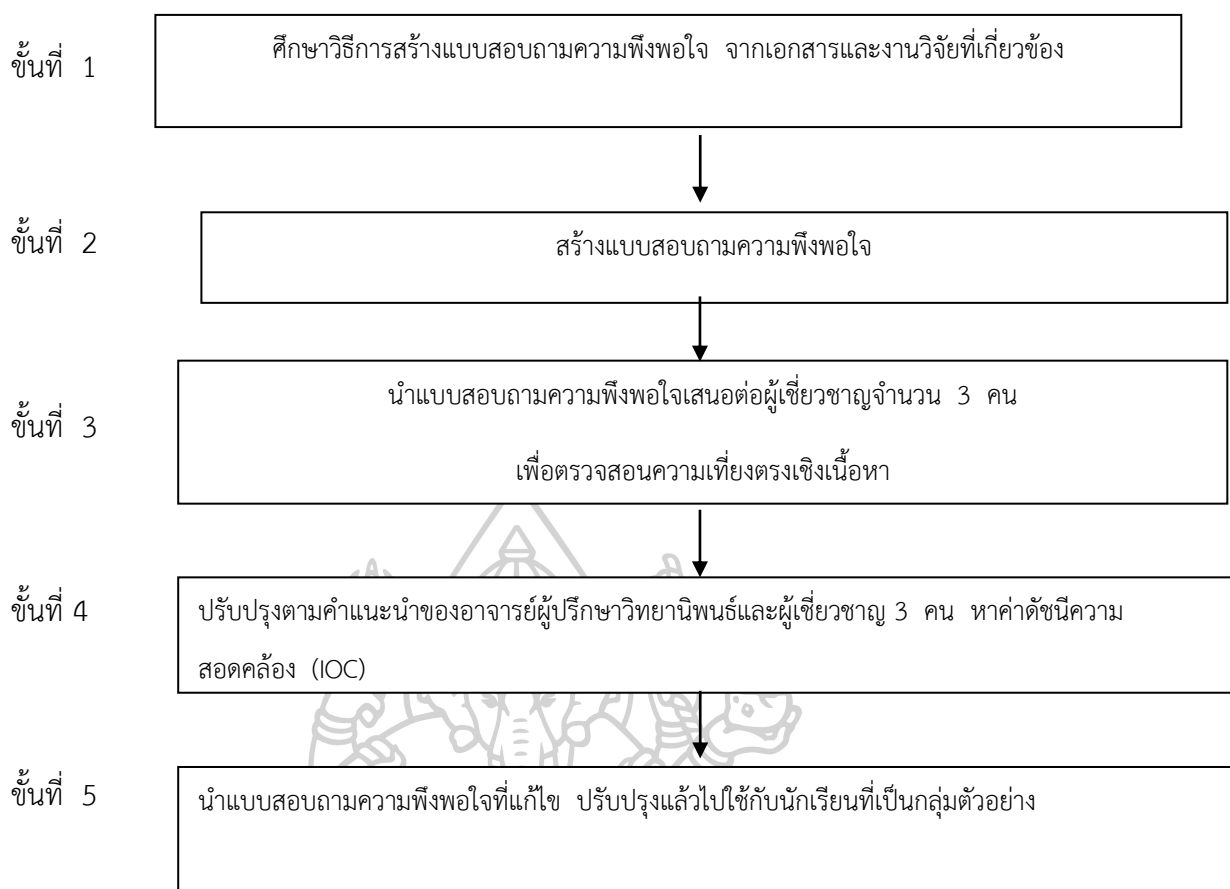 ขั้นที่ 1
ศึกษาวิธีการสร้างแบบสอบถามความพึงพอใจ จากเอกสารและงานวิจัยที่เกี่ยวข้อง
ขั้นที่ 2
สร้างแบบสอบถามความพึงพอใจ
ขั้นที่ 3
นำแบบสอบถามความพึงพอใจเสนอต่อผู้เชี่ยวชาญจำนวน 3 คน
เพื่อตรวจสอนความเที่ยงตรงเชิงเนื้อหา
ขั้นที่ 4
ปรับปรุงตามคำแนะนำของอาจารย์ผู้ปรึกษาวิทยานิพนธ์และผู้เชี่ยวชาญ 3 คน หาค่าดัชนีความ
สอดคล้อง (IOC)
ขั้นที่ 5
นำแบบสอบถามความพึงพอใจที่แก้ไข ปรับปรุงแล้วไปใช้กับนักเรียนที่เป็นกลุ่มตัวอย่าง